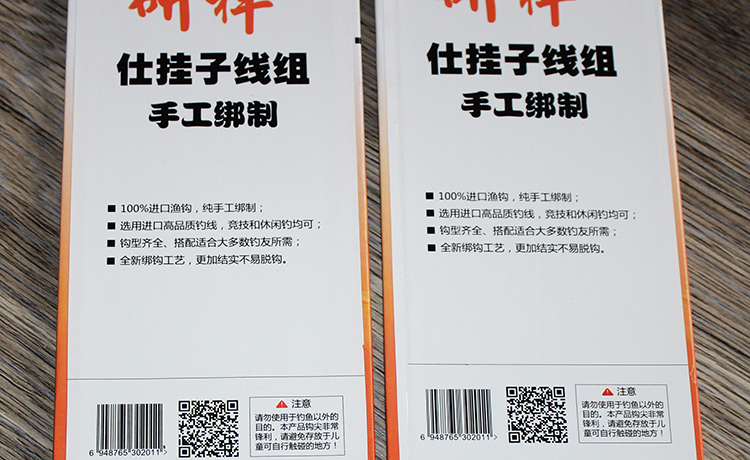 研祥
仕挂子线组
手工绑制
■ 100%进口渔钩，纯手工绑制；
■ 选用进口高品质钓线，竞技和休闲钓均可；
■ 钩型齐全、搭配适合大多数钓友所需；
■ 全新绑钩工艺，更加结实不易脱钩。
注意
请勿使用于钓鱼以外的
目的。本产品钩尖非常
锋利，请避免存放于儿
童可自行触碰的地方！
6 948765 302011>
研祥
仕挂子线组
手工绑制
■ 100%进口渔钩，纯手工绑制；
■ 选用进口高品质钓线，竞技和休闲钓均可；
■ 钩型齐全、搭配适合大多数钓友所需；
■ 全新绑钩工艺，更加结实不易脱钩。
注意
请勿使用于钓鱼以外的
目的。本产品钩尖非常
锋利，请避免存放于儿
童可自行触碰的地方！
6 948765 302011>